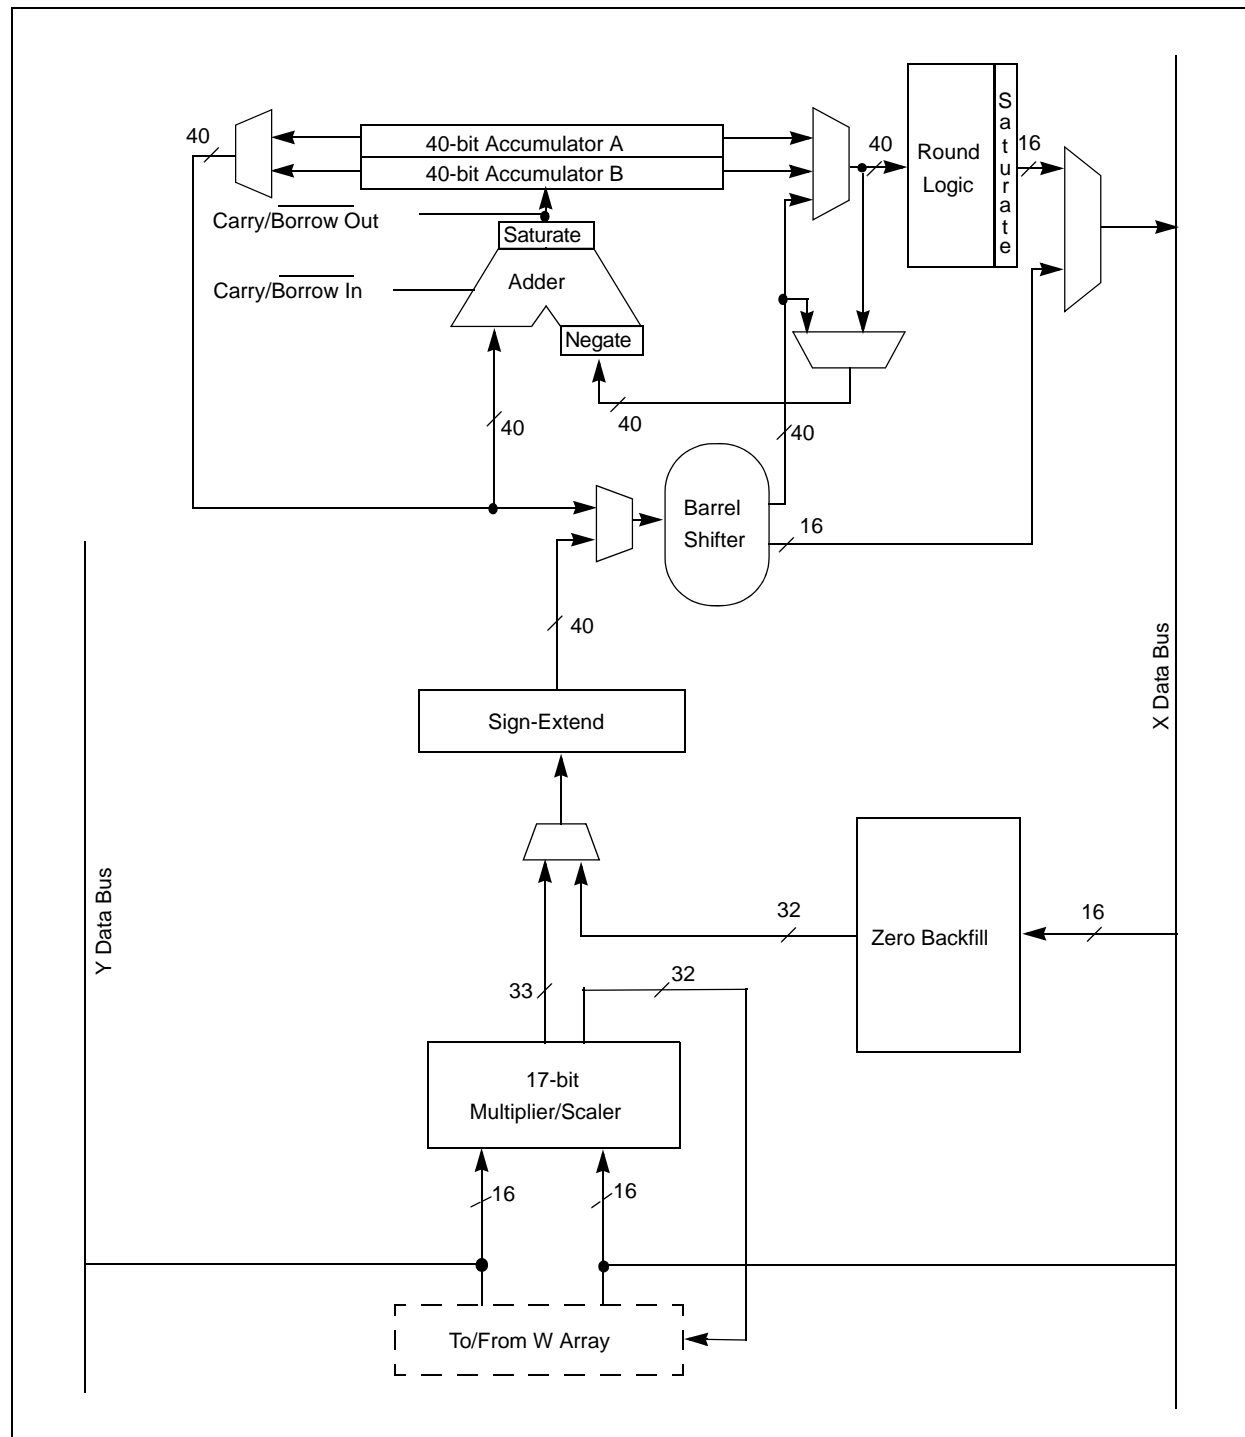 40
40-bit Accumulator A
40-bit Accumulator B
Carry/Borrow Out
Saturate
Carry/Borrow In
Adder
Negate
40
Round
Logic
Saturate
16
40
40
40
Barrel
Shifter
16
40
Sign-Extend
X Data Bus
Y Data Bus
32
Zero Backfill
16
33
32
17-bit
Multiplier/Scaler
16
16
To/From W Array